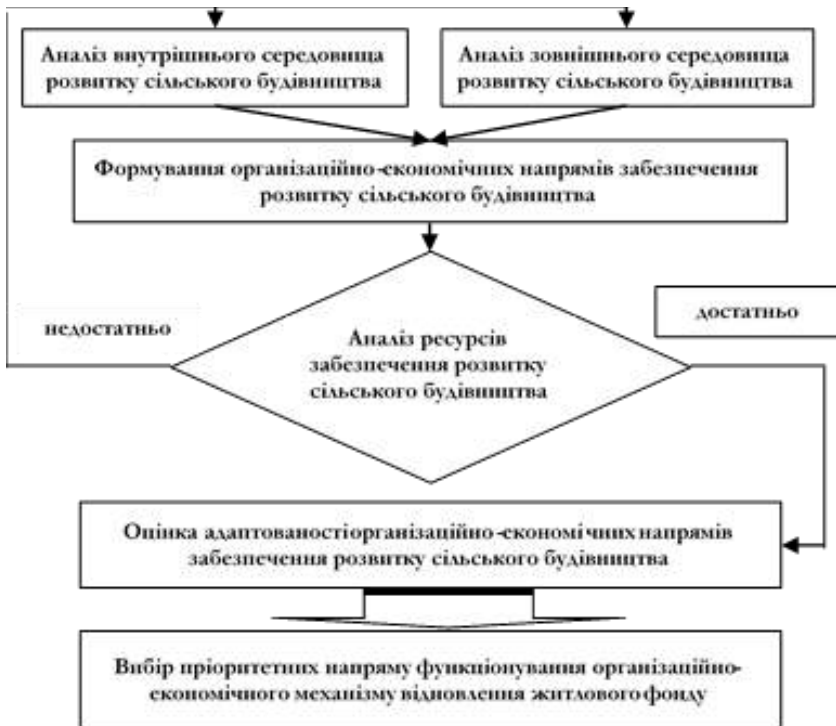 Аналіз внутрішнього середовища
розвитку сільського будівництва
Аналіз зовнішнього середовища
розвитку сільського будівництва
Формування організаційно-економічних напрямів забезпечення
розвитку сільського будівництва
недостатньо
достатньо
Аналіз ресурсів
забезпечення розвитку
сільського будівництва
Оцінка адаптованостіорганізаційно-економічних напрямів
забезпечення розвитку сільського будівництва
Вибір пріоритетних напряму функціонування організаційно-
економічного механізму відновлення житлового фонду